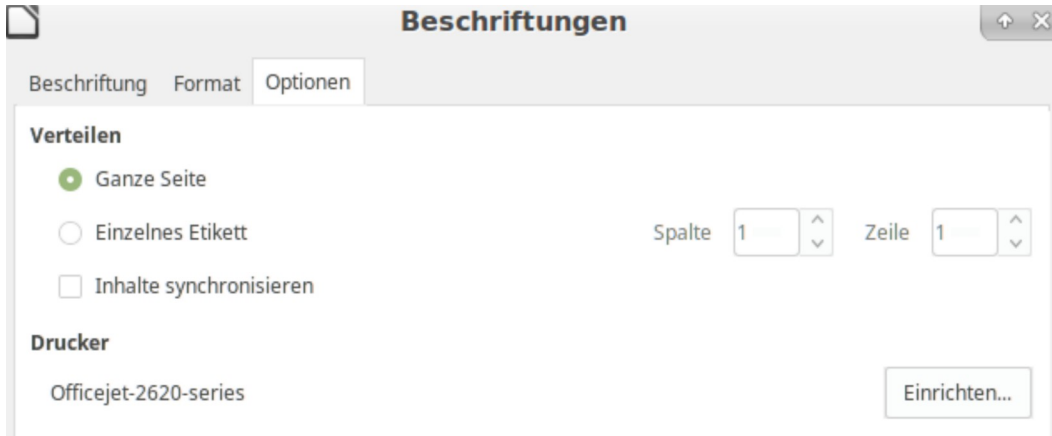 Beschriftungen
Beschriftung Format Optionen
Verteilen
Ganze Seite
Einzelnes Etikett Spalte 1 Zeile 1
Inhalte synchronisieren
Drucker
Officejet-2620-series Einrichten...